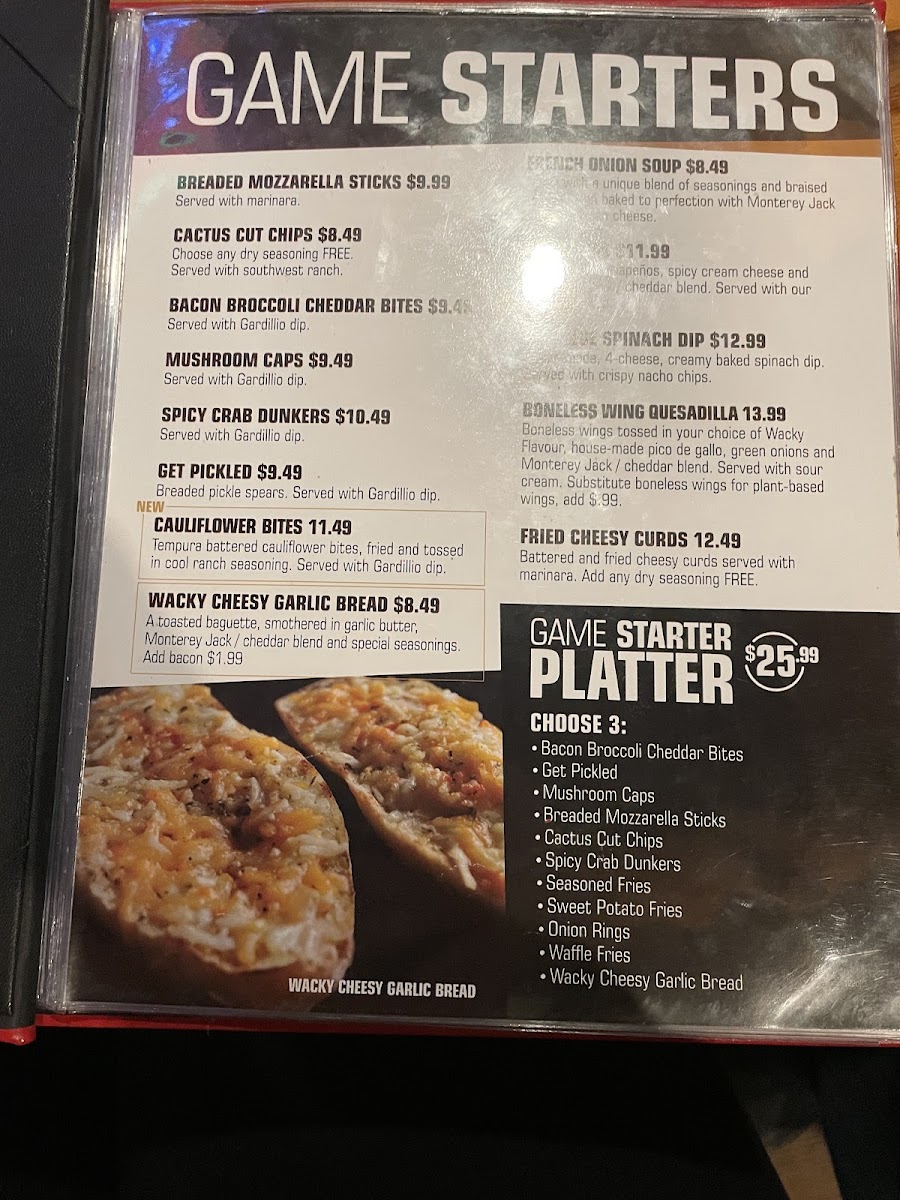 GAME STARTERS
BREADED MOZZARELLA STICKS $9.99
Served with marinara.
CACTUS CUT CHIPS $8.49
Choose any dry seasoning FREE.
Served with southwest ranch.
BACON BROCCOLI CHEDDAR BITES $9.49
Served with Gardillio dip.
MUSHROOM CAPS $9.49
Served with Gardillio dip.
SPICY CRAB DUNKERS $10.49
Served with Gardillio dip.
GET PICKLED $9.49
Breaded pickle spears. Served with Gardillio dip.
NEW
CAULIFLOWER BITES 11.49
Tempura battered cauliflower bites, fried and tossed
in cool ranch seasoning. Served with Gardillio dip.
WACKY CHEESY GARLIC BREAD $8.49
A toasted baguette, smothered in garlic butter,
Monterey Jack / cheddar blend and special seasonings.
Add bacon $1.99
WACKY CHEESY GARLIC BREAD
FRENCH ONION SOUP $8.49
with a unique blend of seasonings and braised
baked to perfection with Monterey Jack
cheese.
$11.99
spicy cream cheese and
/ cheddar blend. Served with our
SPINACH DIP $12.99
4-cheese, creamy baked spinach dip.
Served with crispy nacho chips.
BONELESS WING QUESADILLA 13.99
Boneless wings tossed in your choice of Wacky
Flavour, house-made pico de gallo, green onions and
Monterey Jack / cheddar blend. Served with sour
cream. Substitute boneless wings for plant-based
wings, add $.99.
FRIED CHEESY CURDS 12.49
Battered and fried cheesy curds served with
marinara. Add any dry seasoning FREE.
GAME STARTER
PLATTER $25.99
CHOOSE 3:
• Bacon Broccoli Cheddar Bites
• Get Pickled
• Mushroom Caps
• Breaded Mozzarella Sticks
• Cactus Cut Chips
• Spicy Crab Dunkers
• Seasoned Fries
• Sweet Potato Fries
• Onion Rings
• Waffle Fries
• Wacky Cheesy Garlic Bread